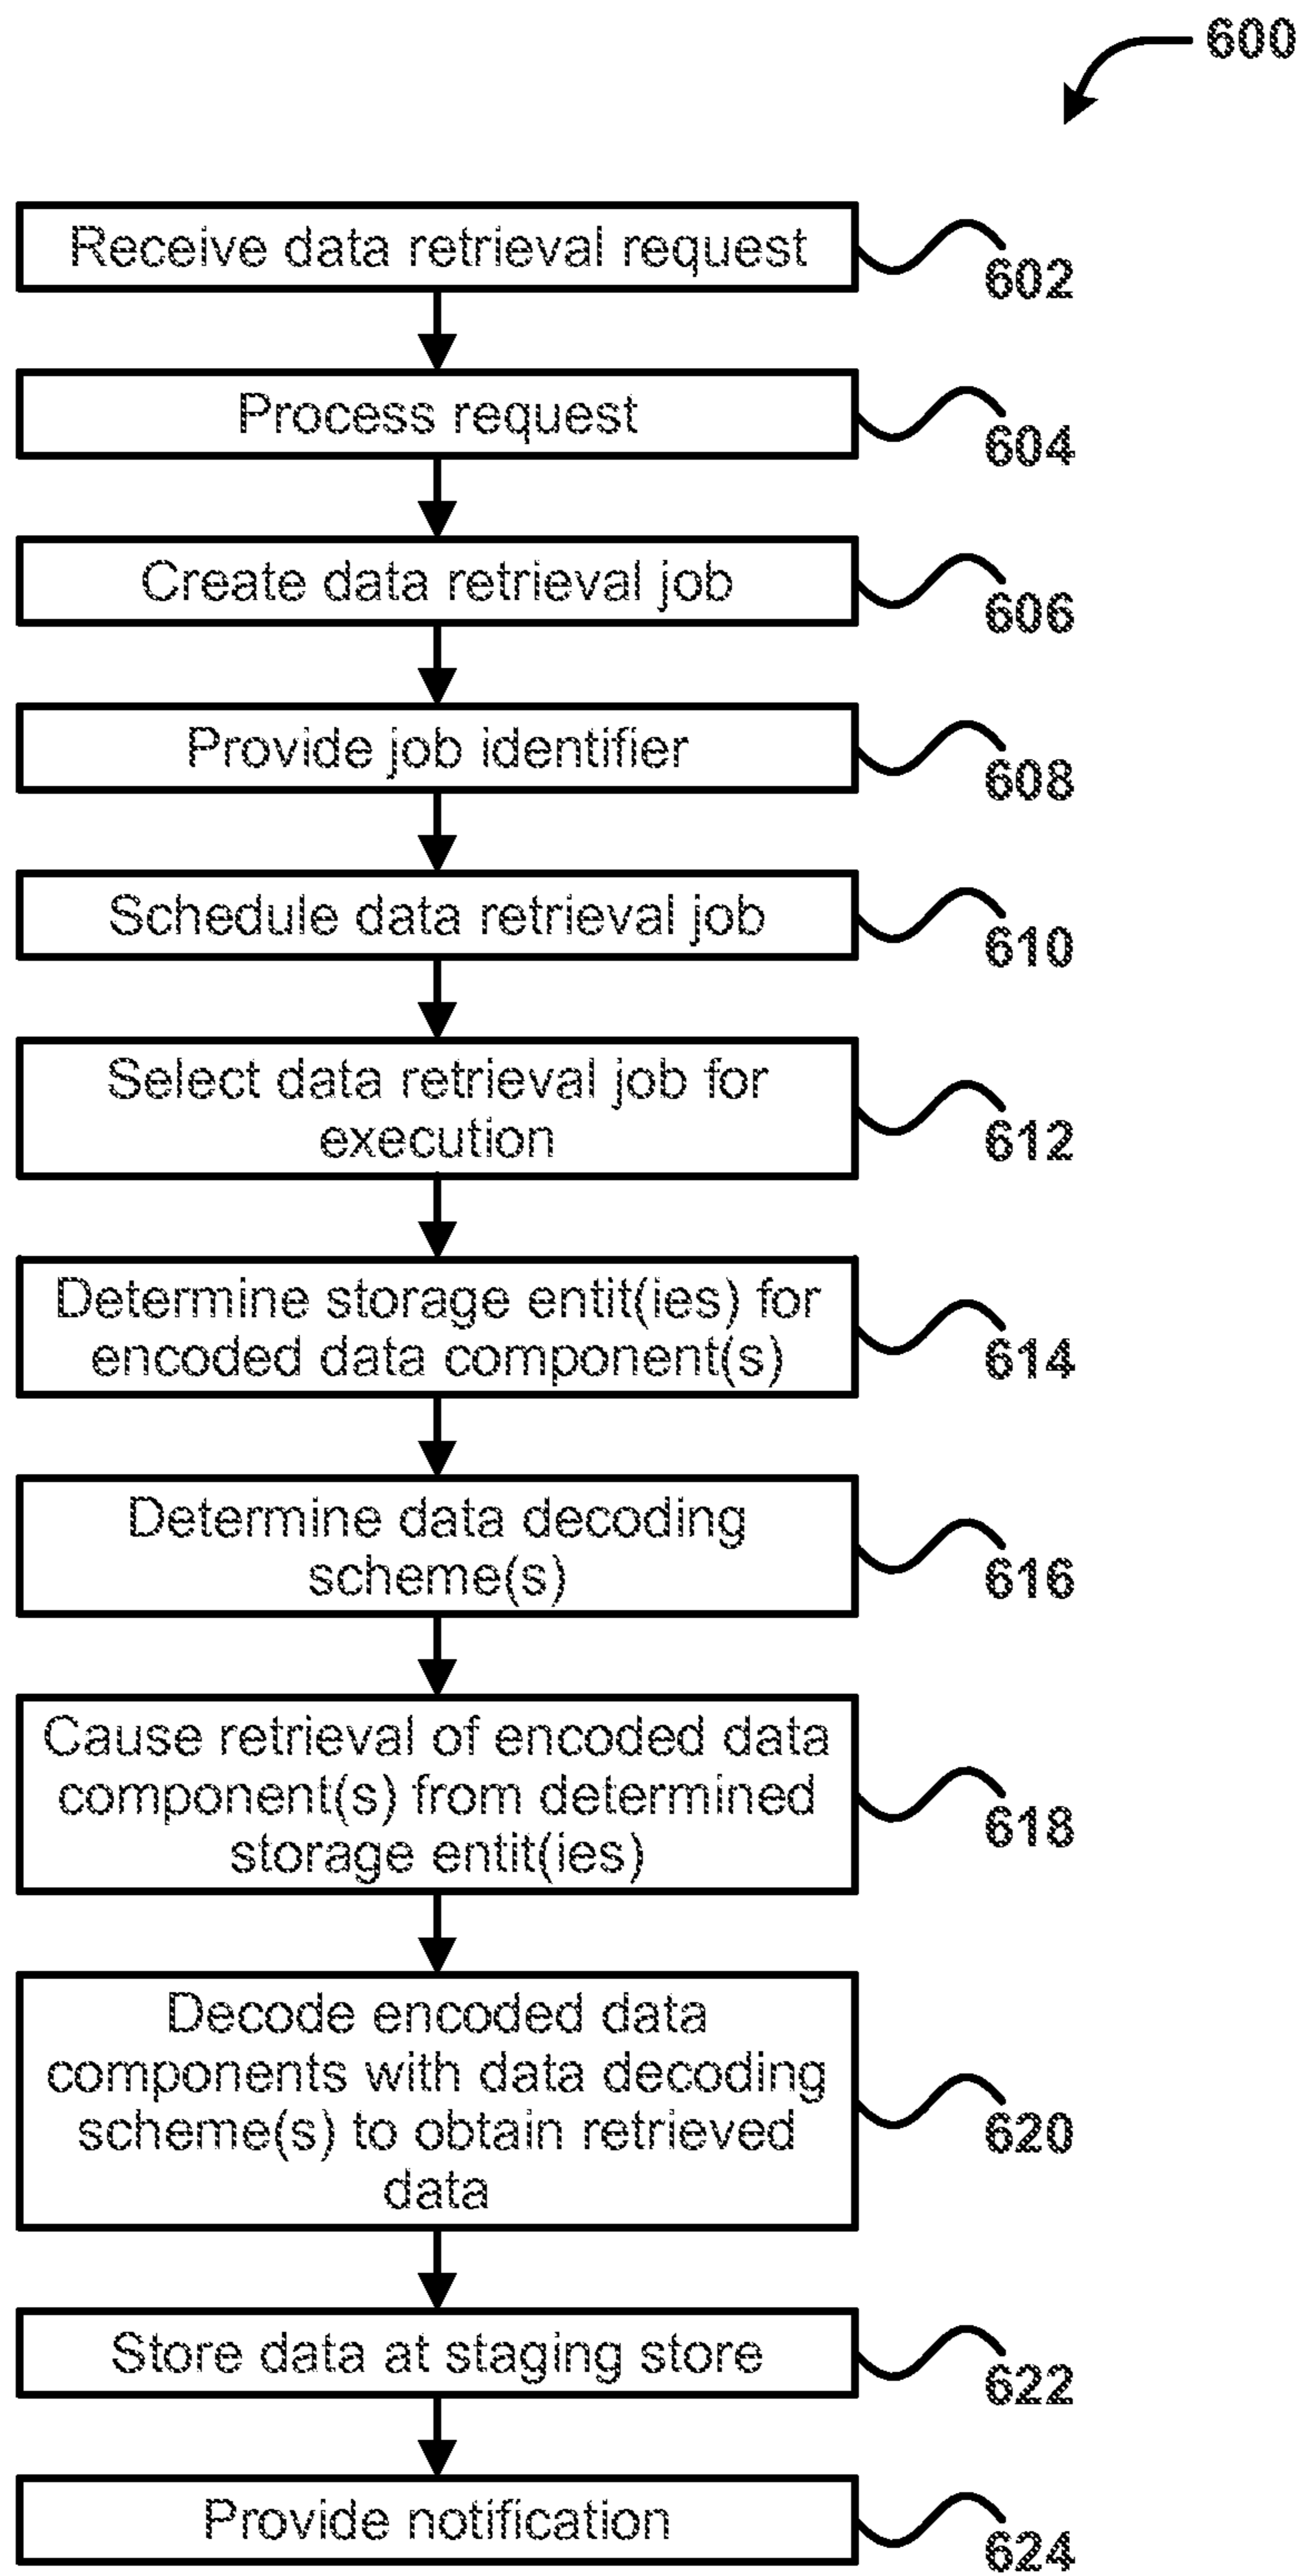 600
Receive data retrieval request
602
Process request
604
Create data retrieval job
606
Provide job identifier
608
Schedule data retrieval job
610
Select data retrieval job for
execution
612
Determine storage entit(ies) for
encoded data component(s)
614
Determine data decoding
scheme(s)
616
Cause retrieval of encoded data
component(s) from determined
storage entit(ies)
618
Decode encoded data
components with data decoding
scheme(s) to obtain retrieved
data
620
Store data at staging store
622
Provide notification
624